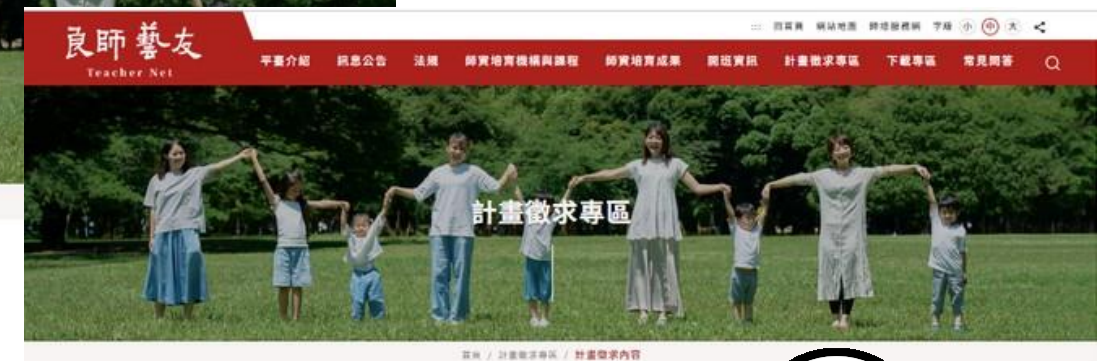 良師藝友
Teacher Net
::: 回首頁 網站地圖 師培服務網 字級 小 中 大
平臺介紹 訊息公告 法規 師資培育機構與課程 師資培育成果 開班資訊 計畫徵求專區 下載專區 常見問答
計畫徵求專區
首頁 / 計畫徵求專區 / 計畫徵求內容